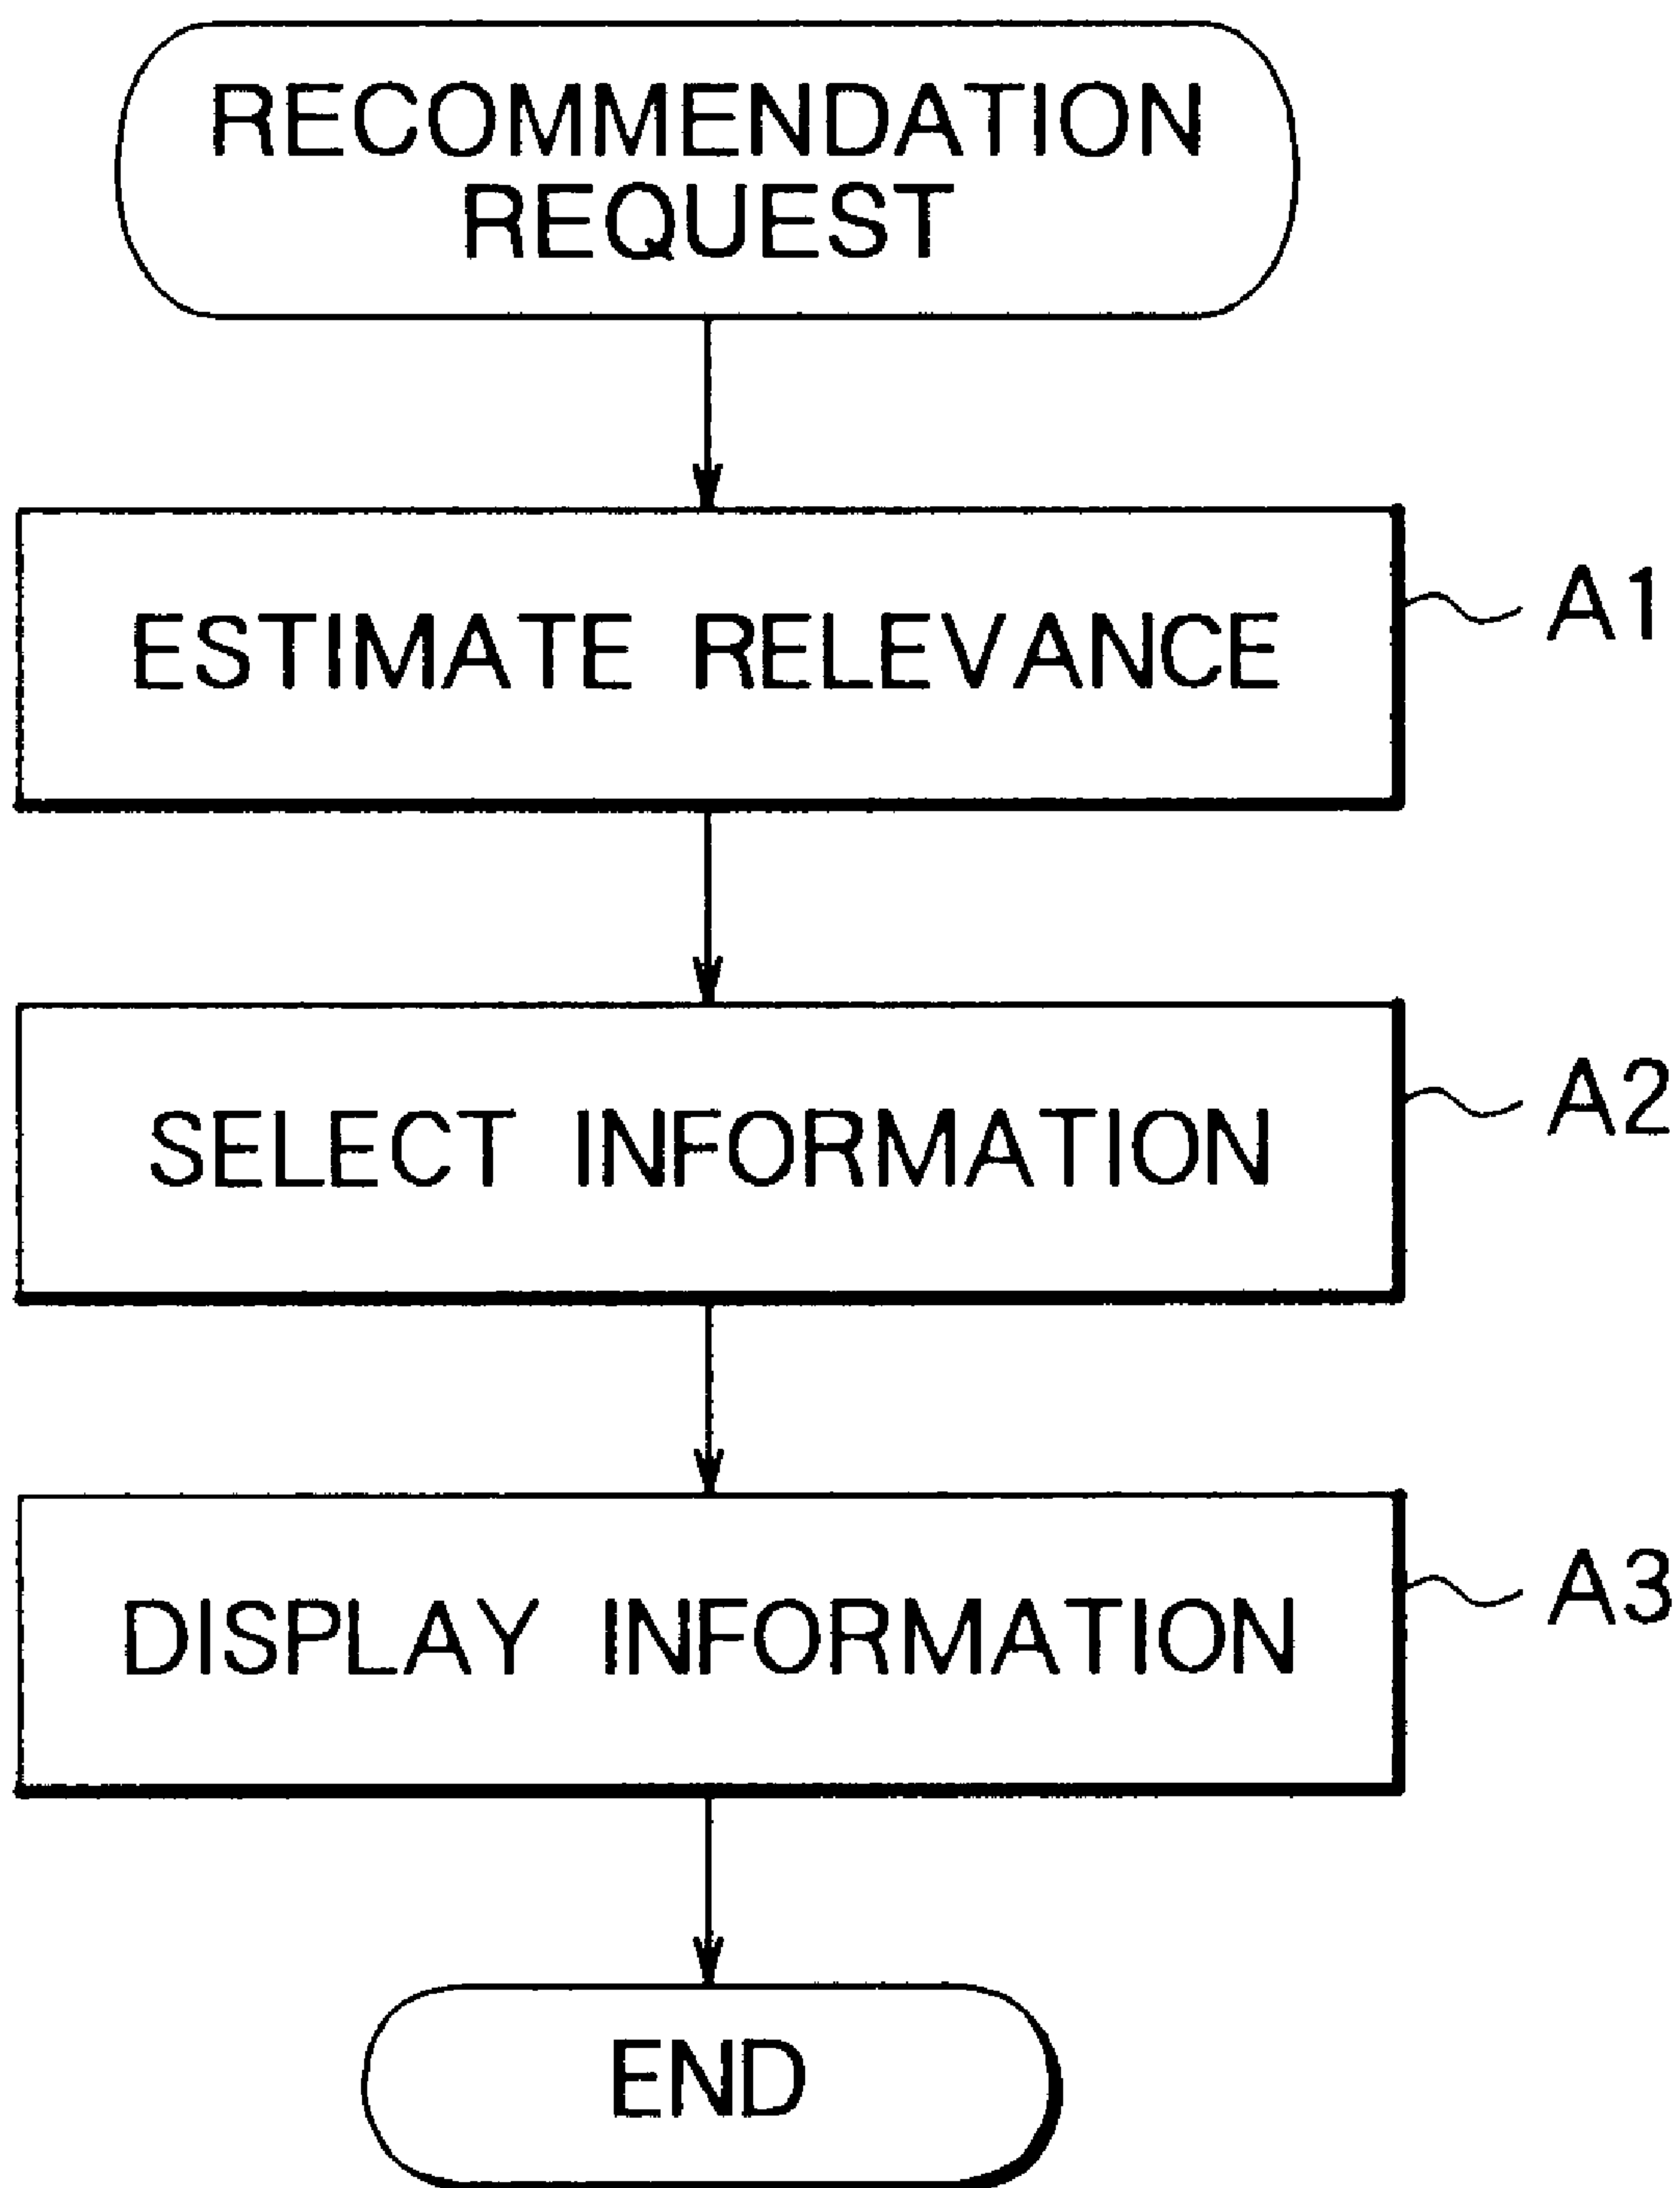 RECOMMENDATION
REQUEST
ESTIMATE RELEVANCE
A1
SELECT INFORMATION
A2
DISPLAY INFORMATION
A3
END